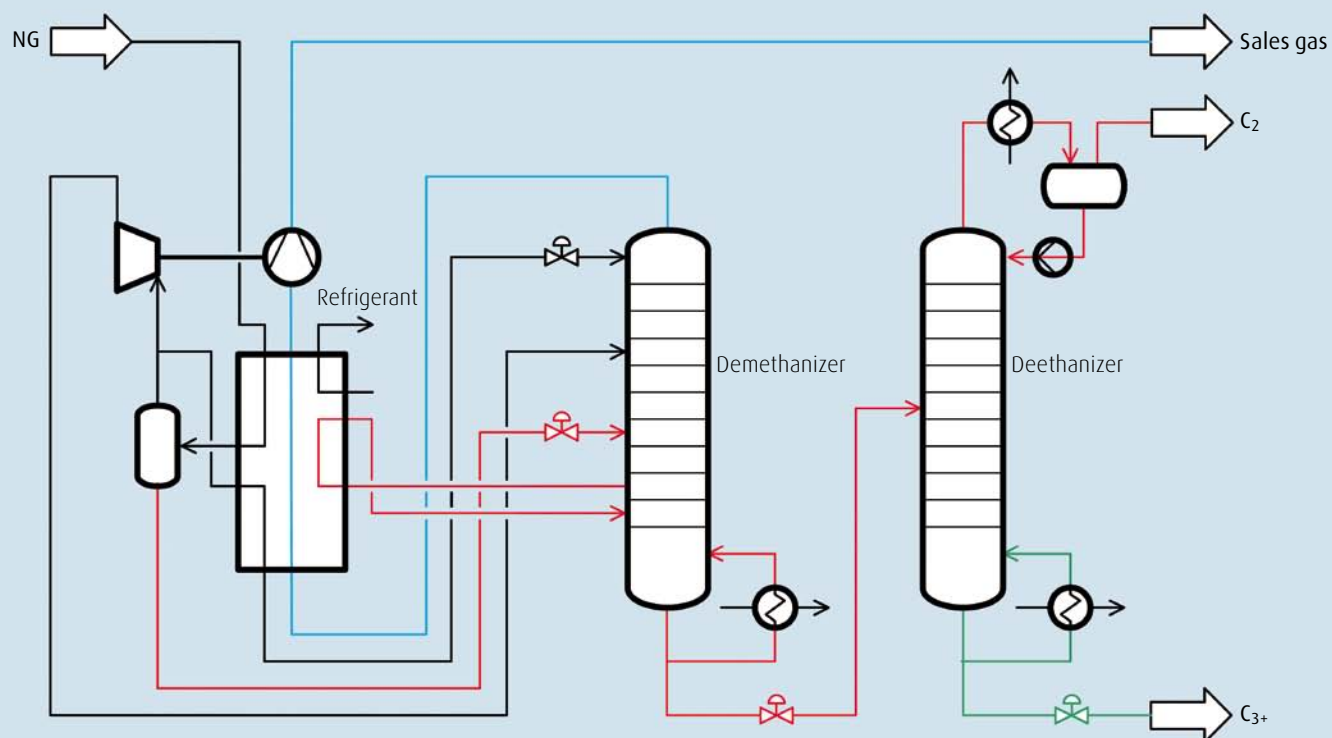 NG
Sales gas
C₂
Refrigerant
Demethanizer
Deethanizer
C₃₊